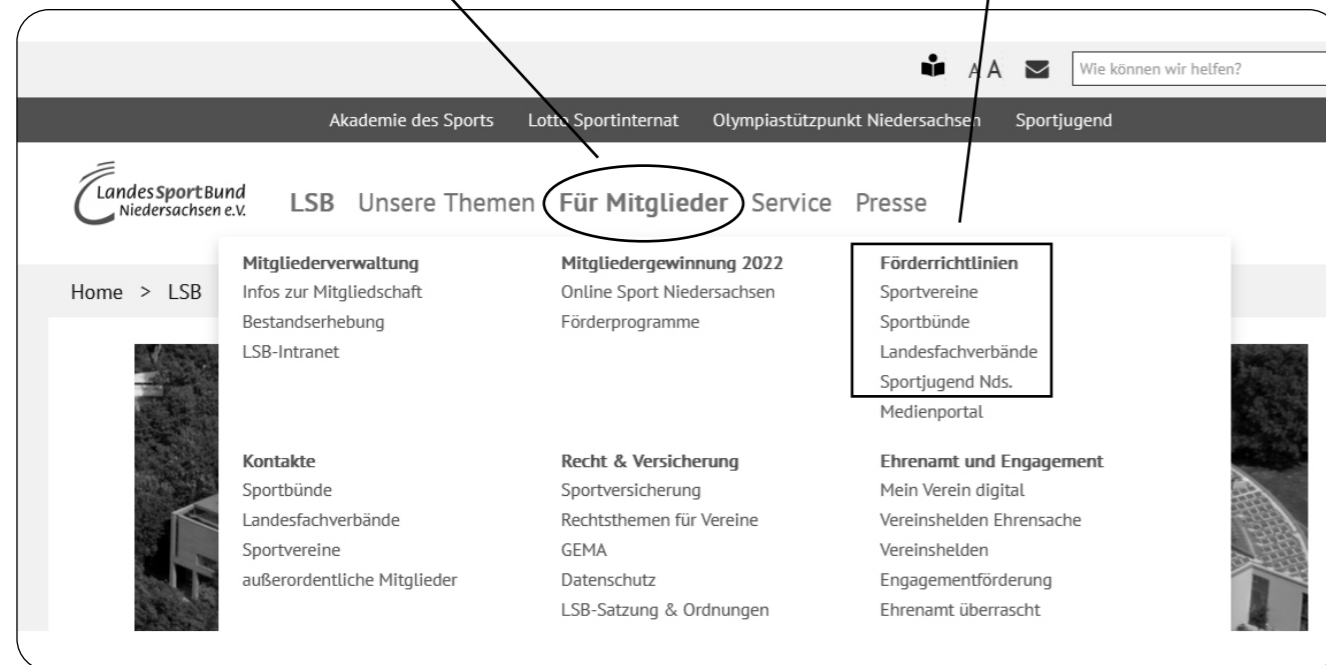 A A
Wie können wir helfen?
Akademie des Sports Lotto Sportinternat Olympiastützpunkt Niedersachsen Sportjugend
LandesSportBund
Niedersachsen e.V.
LSB Unsere Themen Für Mitglieder Service Presse
Home > LSB
Mitgliederverwaltung
Infos zur Mitgliedschaft
Bestandserhebung
LSB-Intranet
Mitgliedergewinnung 2022
Online Sport Niedersachsen
Förderprogramme
Förderrichtlinien
Sportvereine
Sportbünde
Landesfachverbände
Sportjugend Nds.
Medienportal
Kontakte
Sportbünde
Landesfachverbände
Sportvereine
außerordentliche Mitglieder
Recht & Versicherung
Sportversicherung
Rechtsthemen für Vereine
GEMA
Datenschutz
LSB-Satzung & Ordnungen
Ehrenamt und Engagement
Mein Verein digital
Vereinshelden Ehrensache
Vereinshelden
Engagementförderung
Ehrenamt überrascht